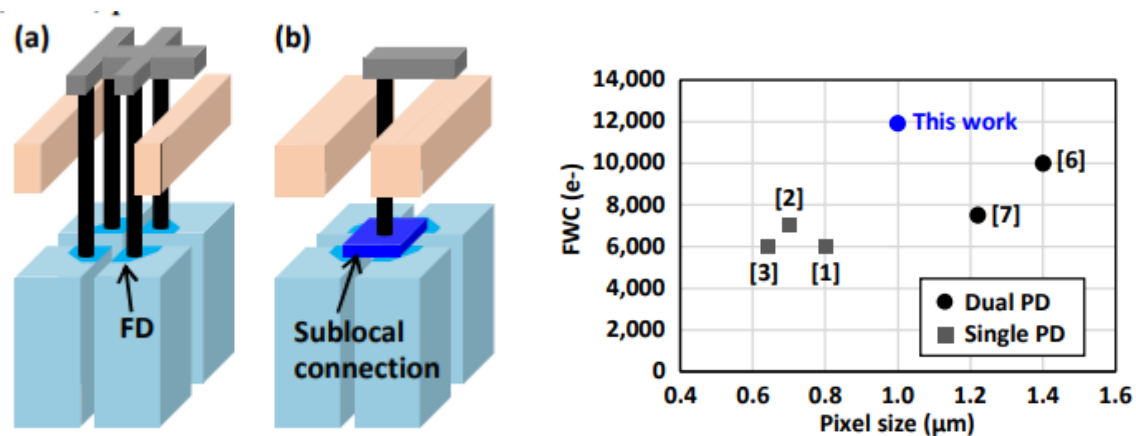 (a)
(b)
FD
Sublocal
connection
14,000
12,000
10,000
8,000
6,000
4,000
2,000
0
FWC (e-)
This work
[6]
[7]
[2]
[3]
[1]
Dual PD
Single PD
0.4 0.6 0.8 1.0 1.2 1.4 1.6
Pixel size (µm)